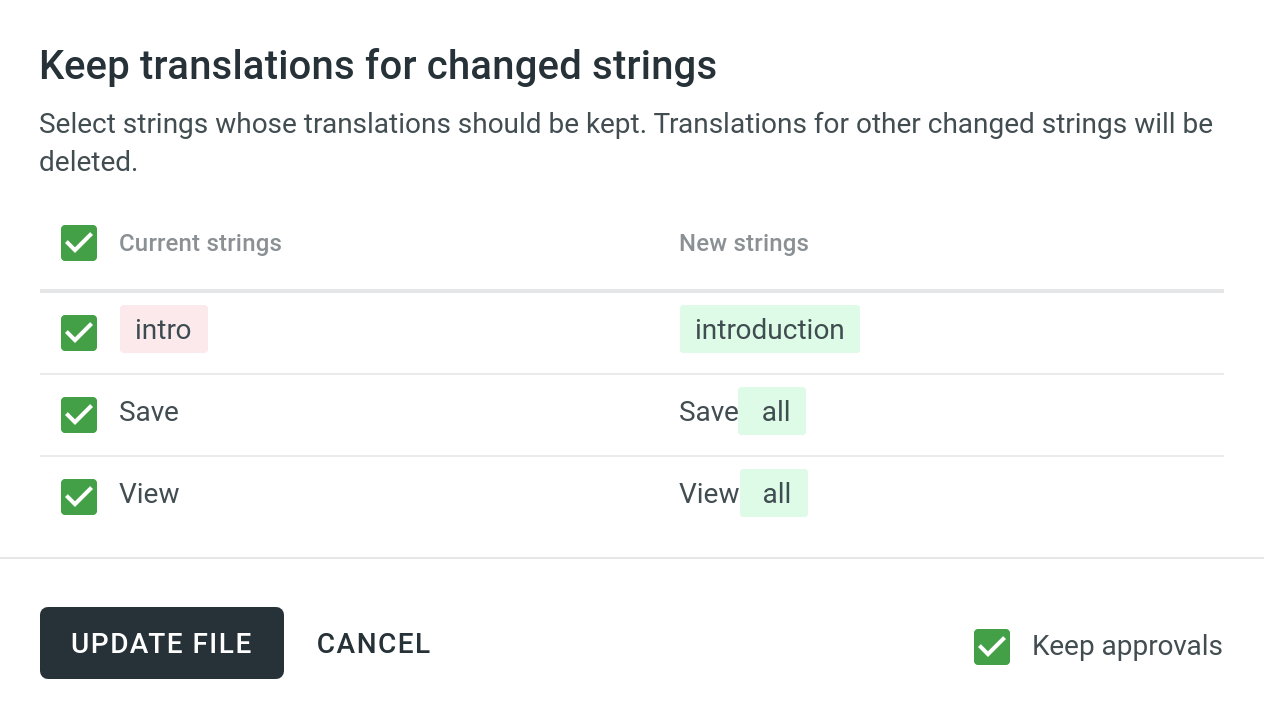 Keep translations for changed strings
Select strings whose translations should be kept. Translations for other changed strings will be
deleted.
Current strings New strings
intro introduction
Save Save all
View View all
UPDATE FILE CANCEL Keep approvals